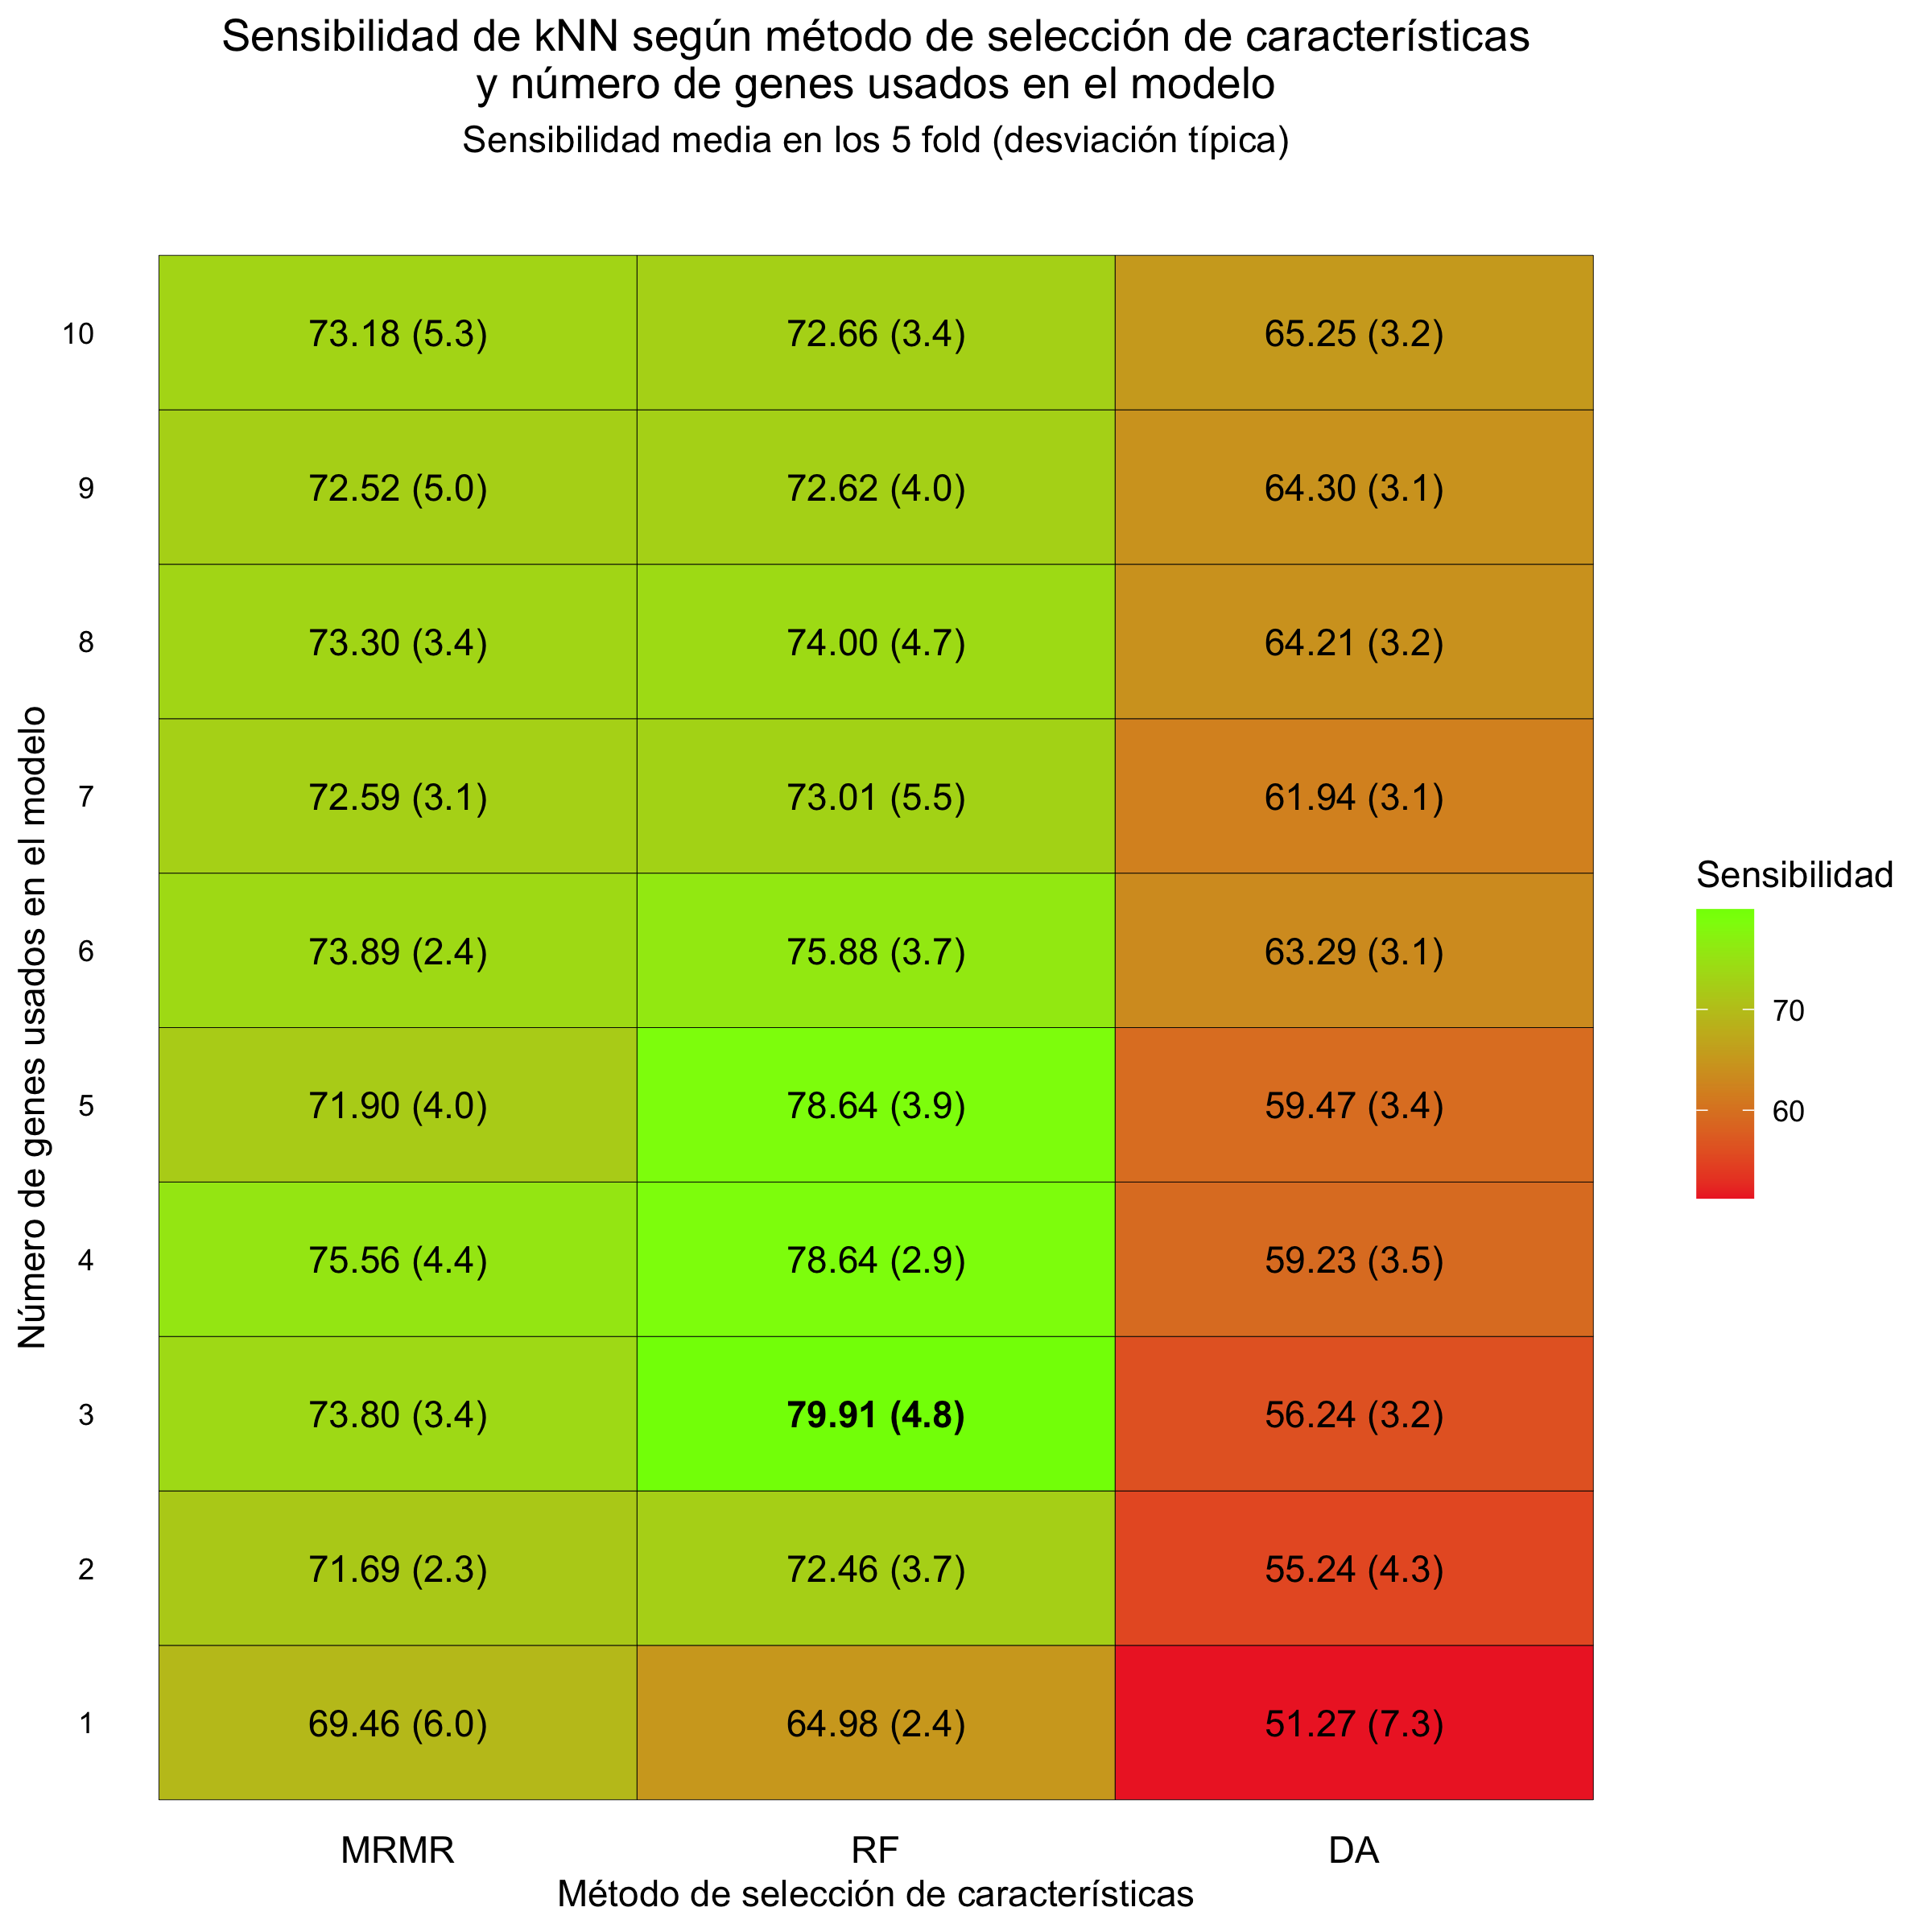 Sensibilidad de kNN según método de selección de características
y número de genes usados en el modelo
Sensibilidad media en los 5 fold (desviación típica)
Número de genes usados en el modelo
10 73.18 (5.3) 72.66 (3.4) 65.25 (3.2)
9 72.52 (5.0) 72.62 (4.0) 64.30 (3.1)
8 73.30 (3.4) 74.00 (4.7) 64.21 (3.2)
7 72.59 (3.1) 73.01 (5.5) 61.94 (3.1)
6 73.89 (2.4) 75.88 (3.7) 63.29 (3.1)
5 71.90 (4.0) 78.64 (3.9) 59.47 (3.4)
4 75.56 (4.4) 78.64 (2.9) 59.23 (3.5)
3 73.80 (3.4) 79.91 (4.8) 56.24 (3.2)
2 71.69 (2.3) 72.46 (3.7) 55.24 (4.3)
1 69.46 (6.0) 64.98 (2.4) 51.27 (7.3)
MRMR RF DA
Método de selección de características
Sensibilidad
70
60